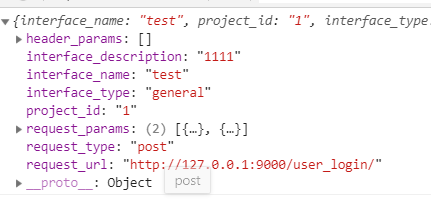 {interface_name: "test", project_id: "1", interface_type:
header_params: []
interface_description: "1111"
interface_name: "test"
interface_type: "general"
project_id: "1"
request_params: (2) [{…}, {…}]
request_type: "post"
request_url: "http://127.0.0.1:9000/user_login/"
__proto__: Object
post